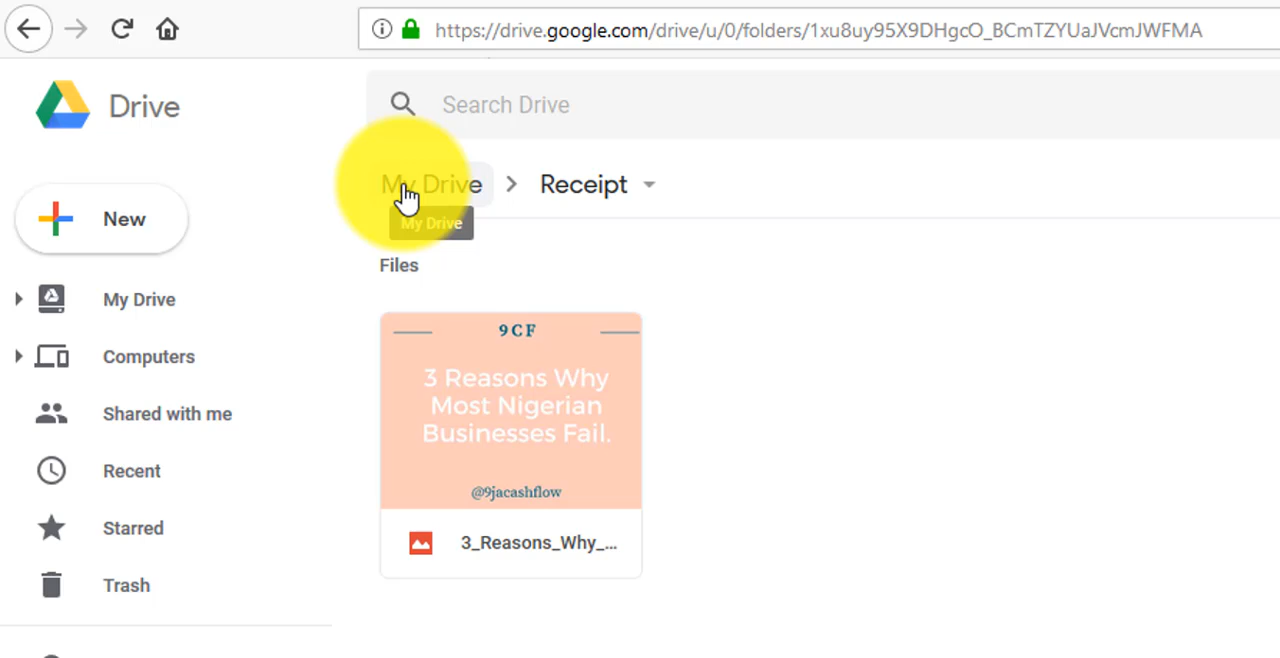 https://drive.google.com/drive/u/0/folders/1xu8uy95X9DHgcO_BCmTZYUaJVcmJWFMA
Drive
Search Drive
My Drive > Receipt
My Drive
New
Files
My Drive
Computers
Shared with me
Recent
Starred
Trash
9CF
3 Reasons Why
Most Nigerian
Businesses Fail.
@9jacashflow
3_Reasons_Why_...